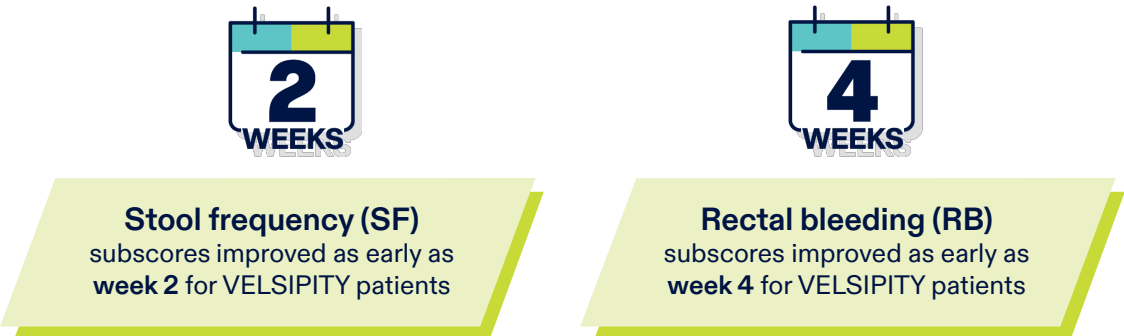 2
WEEKS
Stool frequency (SF)
subscores improved as early as
week 2 for VELSIPITY patients
4
WEEKS
Rectal bleeding (RB)
subscores improved as early as
week 4 for VELSIPITY patients